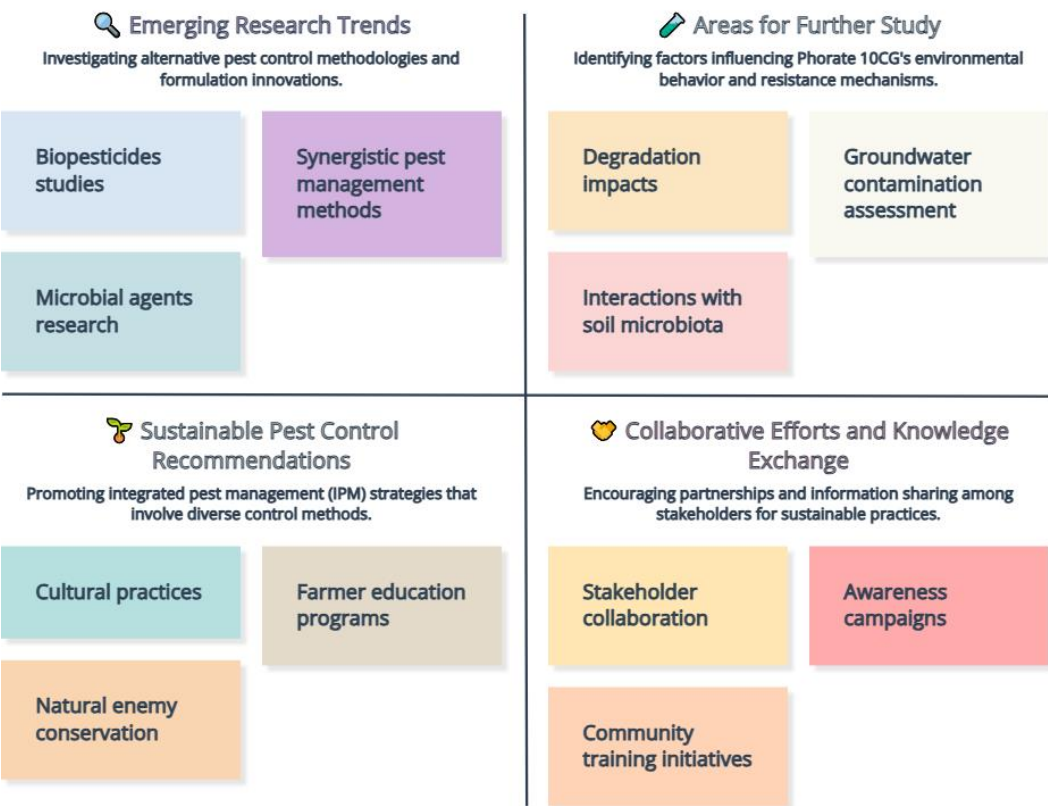 Emerging Research Trends
Investigating alternative pest control methodologies and
formulation innovations.
Biopesticides
studies
Synergistic pest
management
methods
Microbial agents
research
Areas for Further Study
Identifying factors influencing Phorate 10CG's environmental
behavior and resistance mechanisms.
Degradation
impacts
Groundwater
contamination
assessment
Interactions with
soil microbiota
Sustainable Pest Control
Recommendations
Promoting integrated pest management (IPM) strategies that
involve diverse control methods.
Cultural practices
Farmer education
programs
Natural enemy
conservation
Collaborative Efforts and Knowledge
Exchange
Encouraging partnerships and information sharing among
stakeholders for sustainable practices.
Stakeholder
collaboration
Awareness
campaigns
Community
training initiatives